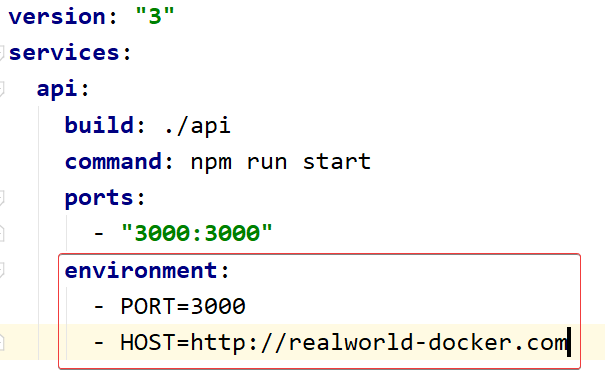 version: "3"
services:
  api:
    build: ./api
    command: npm run start
    ports:
      - "3000:3000"
    environment:
      - PORT=3000
      - HOST=http://realworld-docker.com